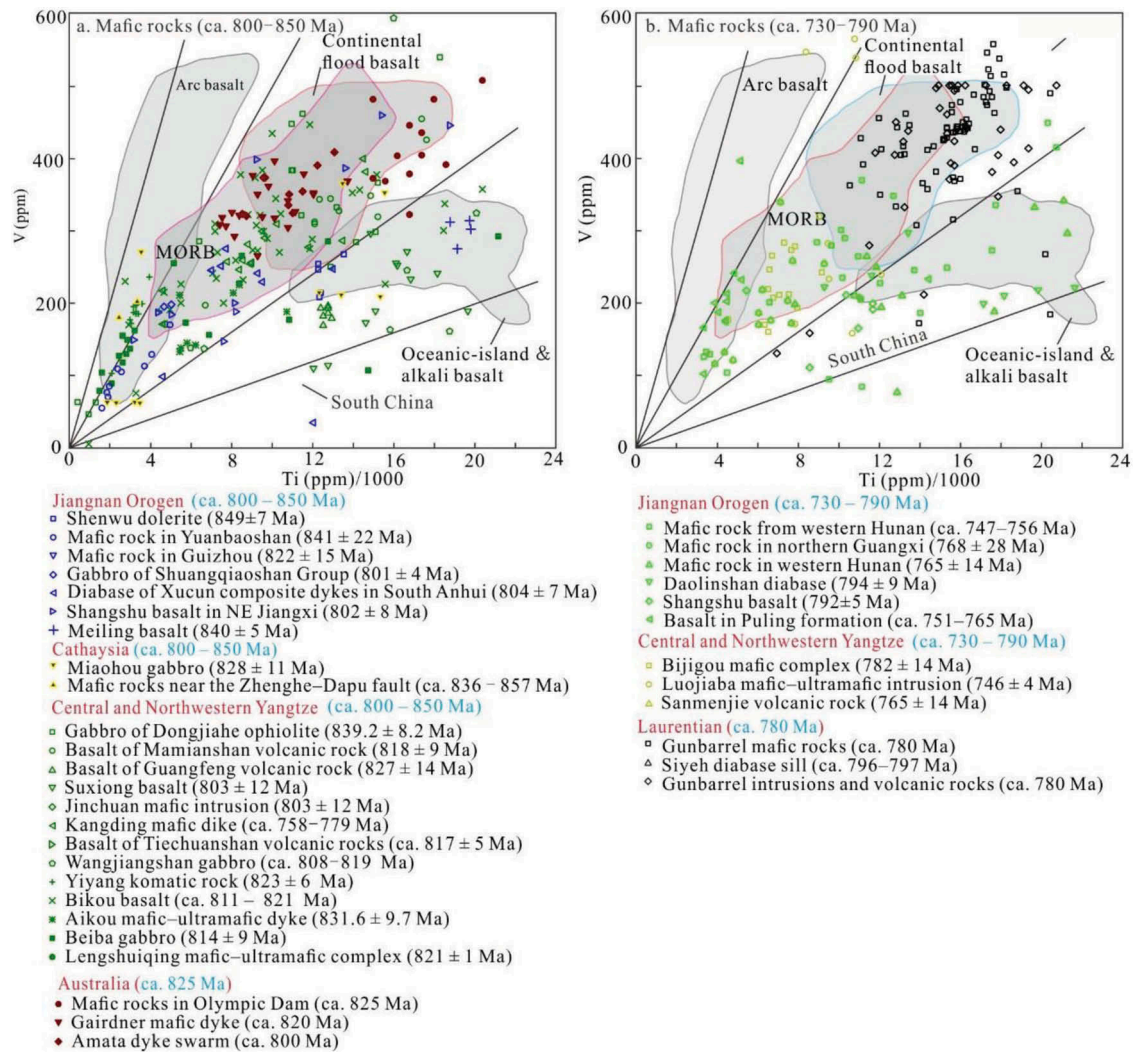 a. Mafic rocks (ca. 800–850 Ma)
Continental
flood basalt
Arc basalt
MORB
Oceanic-island &
alkali basalt
South China
V (ppm)
600
400
200
0
0 4 8 12 16 20 24
Ti (ppm)/1000
Jiangnan Orogen (ca. 800 – 850 Ma)
Shenwu dolerite (849±7 Ma)
Mafic rock in Yuanbaoshan (841 ± 22 Ma)
Mafic rock in Guizhou (822 ± 15 Ma)
Gabbro of Shuangqiaoshan Group (801 ± 4 Ma)
Diabase of Xucun composite dykes in South Anhui (804 ± 7 Ma)
Shangshu basalt in NE Jiangxi (802 ± 8 Ma)
Meiling basalt (840 ± 5 Ma)
Cathaysia (ca. 800 – 850 Ma)
Miaohou gabbro (828 ± 11 Ma)
Mafic rocks near the Zhenghe–Dapu fault (ca. 836 – 857 Ma)
Central and Northwestern Yangtze (ca. 800 – 850 Ma)
Gabbro of Dongjiahe ophiolite (839.2 ± 8.2 Ma)
Basalt of Mamianshan volcanic rock (818 ± 9 Ma)
Basalt of Guangfeng volcanic rock (827 ± 14 Ma)
Suxiong basalt (803 ± 12 Ma)
Jinchuan mafic intrusion (803 ± 12 Ma)
Kangding mafic dike (ca. 758–779 Ma)
Basalt of Tiechuanshan volcanic rocks (ca. 817 ± 5 Ma)
Wangjiangshan gabbro (ca. 808–819 Ma)
Yiyang komatic rock (823 ± 6 Ma)
Bikou basalt (ca. 811 – 821 Ma)
Aikou mafic–ultramafic dyke (831.6 ± 9.7 Ma)
Beiba gabbro (814 ± 9 Ma)
Lengshuiqing mafic–ultramafic complex (821 ± 1 Ma)
Australia (ca. 825 Ma)
Mafic rocks in Olympic Dam (ca. 825 Ma)
Gairdner mafic dyke (ca. 820 Ma)
Amata dyke swarm (ca. 800 Ma)
b. Mafic rocks (ca. 730–790 Ma)
Continental
flood basalt
Arc basalt
MORB
South China
Oceanic-island &
alkali basalt
V (ppm)
600
400
200
0
0 4 8 12 16 20 24
Ti (ppm)/1000
Jiangnan Orogen (ca. 730 – 790 Ma)
Mafic rock from western Hunan (ca. 747–756 Ma)
Mafic rock in northern Guangxi (768 ± 28 Ma)
Mafic rock in western Hunan (765 ± 14 Ma)
Daolinshan diabase (794 ± 9 Ma)
Shangshu basalt (792±5 Ma)
Basalt in Puling formation (ca. 751–765 Ma)
Central and Northwestern Yangtze (ca. 730 – 790 Ma)
Bijigou mafic complex (782 ± 14 Ma)
Luojiaba mafic–ultramafic intrusion (746 ± 4 Ma)
Sanmenjie volcanic rock (765 ± 14 Ma)
Laurentian (ca. 780 Ma)
Gunbarrel mafic rocks (ca. 780 Ma)
Siyeh diabase sill (ca. 796–797 Ma)
Gunbarrel intrusions and volcanic rocks (ca. 780 Ma)